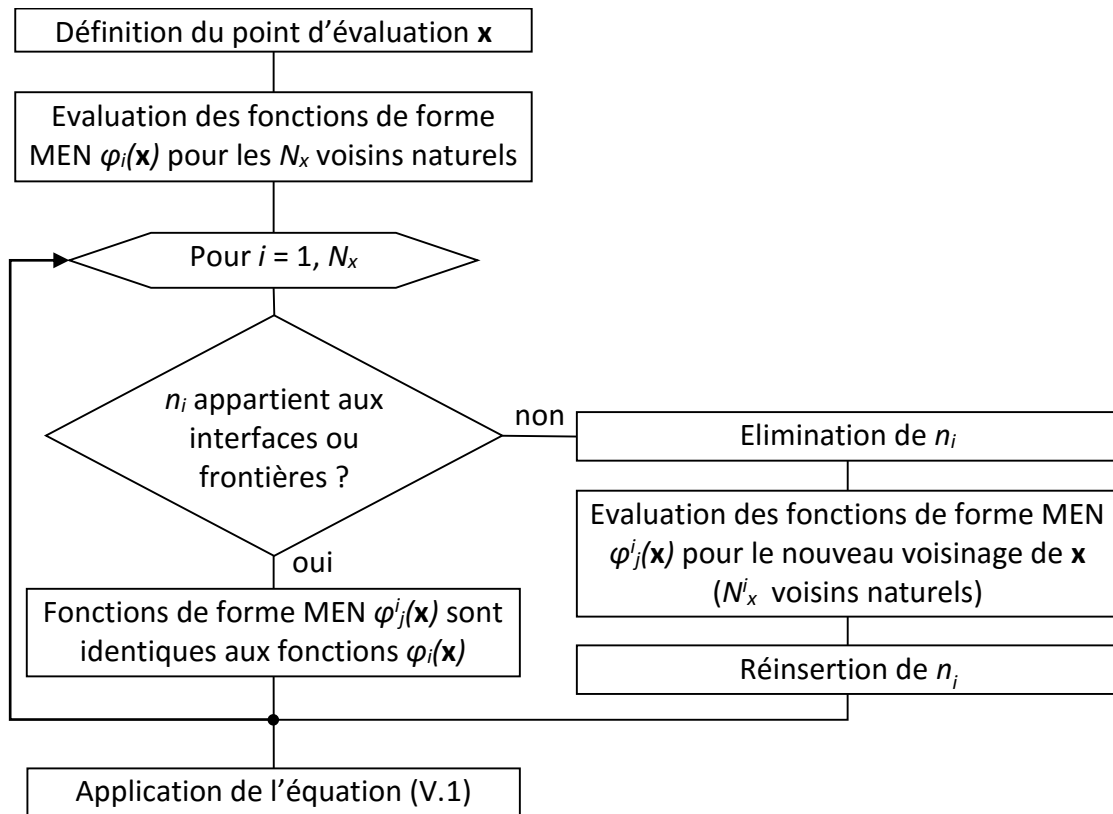 Définition du point d’évaluation x
Evaluation des fonctions de forme
MEN φi(x) pour les Nx voisins naturels
Pour i = 1, Nx
ni appartient aux
interfaces ou
frontières ?
non
oui
Elimination de ni
Evaluation des fonctions de forme MEN
φij(x) pour le nouveau voisinage de x
(Nix voisins naturels)
Réinsertion de ni
Fonctions de forme MEN φij(x) sont
identiques aux fonctions φi(x)
Application de l’équation (V.1)